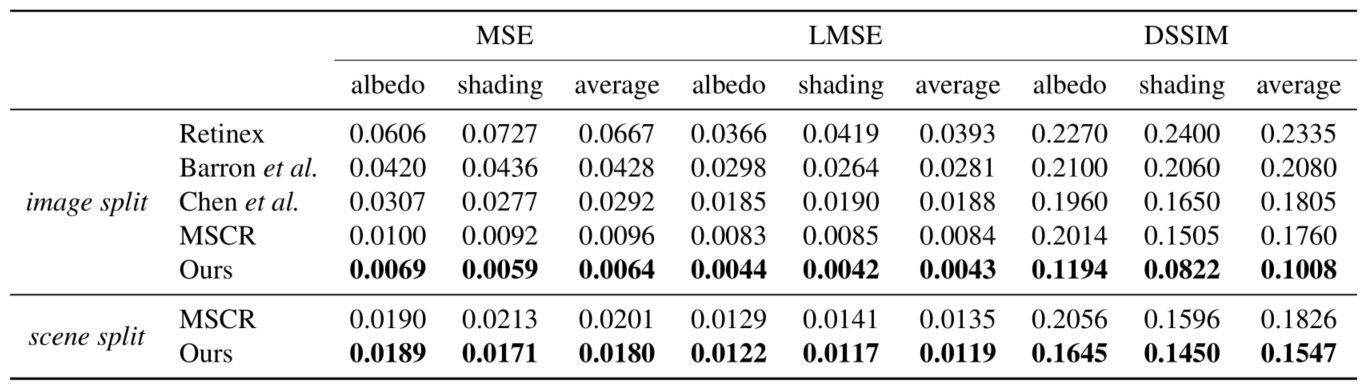 MSE LMSE DSSIM
albedo shading average albedo shading average albedo shading average
Retinex 0.0606 0.0727 0.0667 0.0366 0.0419 0.0393 0.2270 0.2400 0.2335
Barron et al. 0.0420 0.0436 0.0428 0.0298 0.0264 0.0281 0.2100 0.2060 0.2080
image split Chen et al. 0.0307 0.0277 0.0292 0.0185 0.0190 0.0188 0.1960 0.1650 0.1805
MSCR 0.0100 0.0092 0.0096 0.0083 0.0085 0.0084 0.2014 0.1505 0.1760
Ours 0.0069 0.0059 0.0064 0.0044 0.0042 0.0043 0.1194 0.0822 0.1008
scene split MSCR 0.0190 0.0213 0.0201 0.0129 0.0141 0.0135 0.2056 0.1596 0.1826
Ours 0.0189 0.0171 0.0180 0.0122 0.0117 0.0119 0.1645 0.1450 0.1547